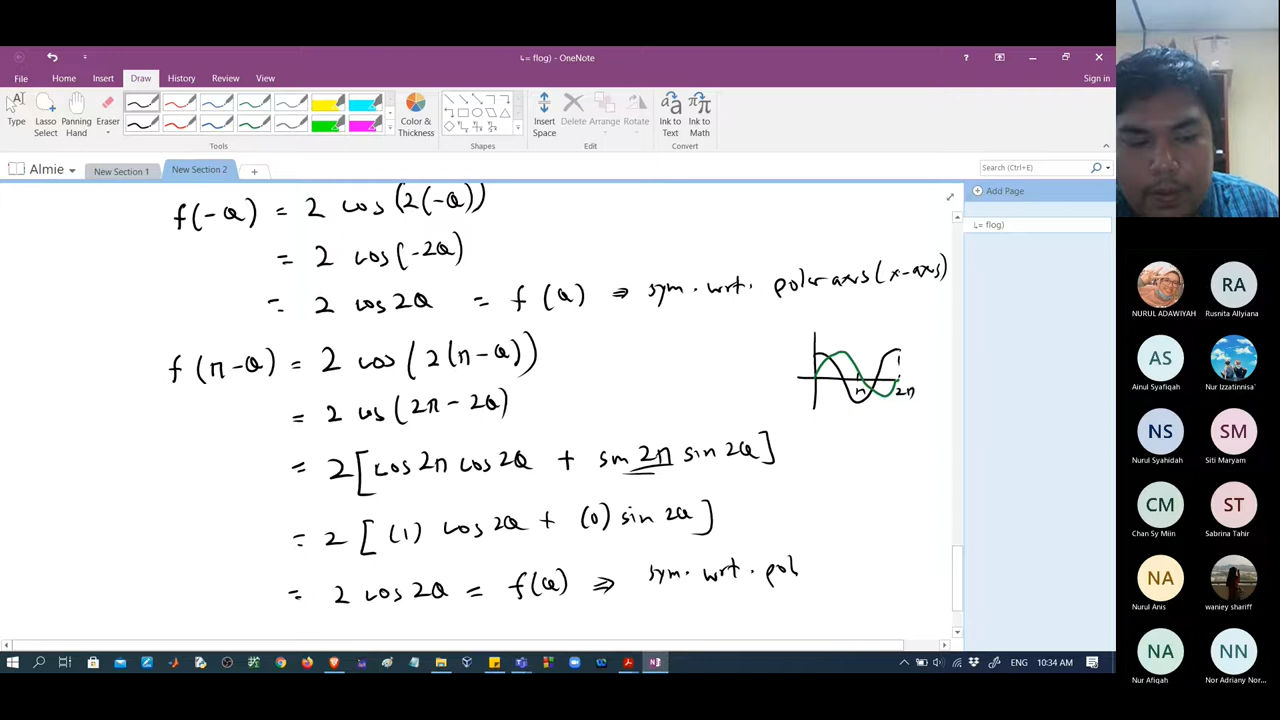 ↳= flog) - OneNote
File Home Insert Draw History Review View
Sign in
Type
Lasso Select
Panning Hand
Eraser
Color & Thickness
Insert Space
Delete
Arrange
Rotate
Ink to Text
Ink to Math
Tools
Shapes
Edit
Convert
Almie
New Section 1
New Section 2
Search (Ctrl+E)
Add Page
↳= flog)
f(-θ) = 2 cos(2(-θ))
= 2 cos(-2θ)
= 2 cos 2θ = f(θ) ⇒ sym. wrt. polar axis (x-axis)
f(π-θ) = 2 cos(2(π-θ))
= 2 cos(2π - 2θ)
= 2[cos 2π cos 2θ + sin 2π sin 2θ]
= 2[(1) cos 2θ + (0) sin 2θ]
= 2 cos 2θ = f(θ) ⇒ sym. wrt. pol
π
2π
NURUL ADAWIYAH
RA
Rusnita Allyiana
AS
Ainul Syafiqah
Nur Izzatinnisa'
NS
Nurul Syahidah
SM
Siti Maryam
CM
Chan Sy Miin
ST
Sabrina Tahir
NA
Nurul Anis
waniey shariff
NA
Nur Afiqah
NN
Nor Adriany Nor...
ENG
10:34 AM